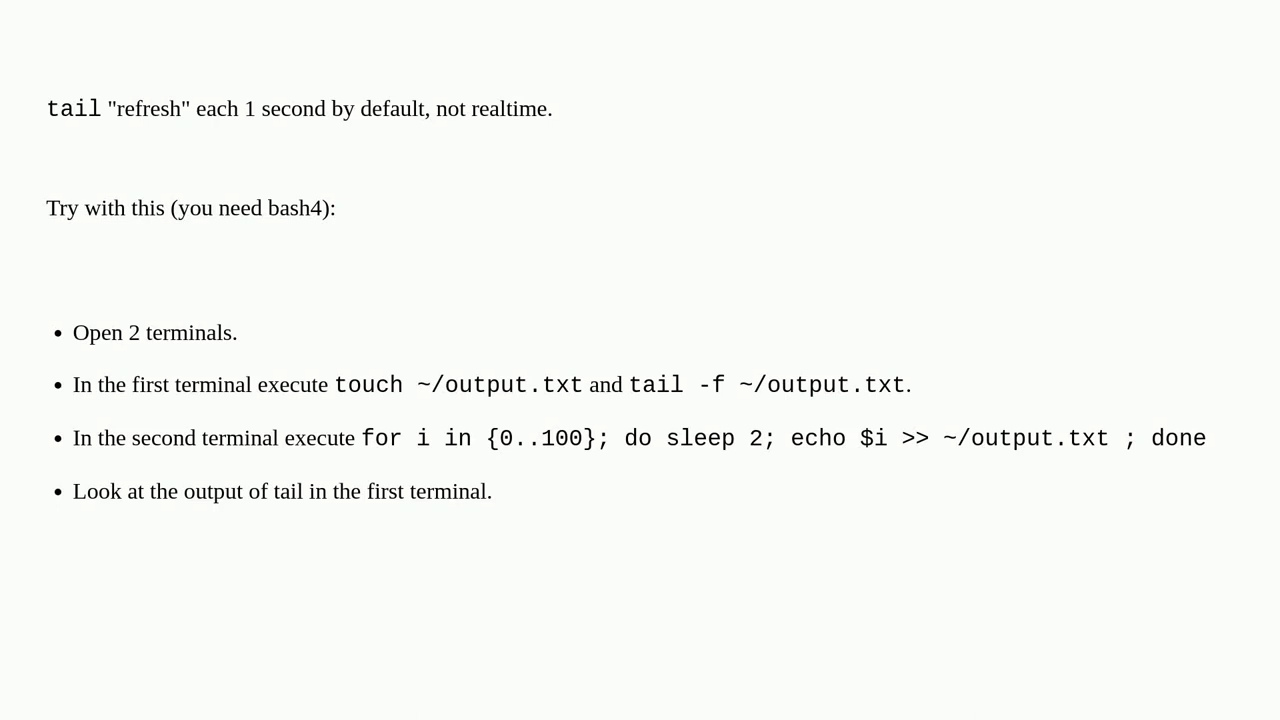 tail "refresh" each 1 second by default, not realtime.
Try with this (you need bash4):
• Open 2 terminals.
• In the first terminal execute touch ~/output.txt and tail -f ~/output.txt.
• In the second terminal execute for i in {0..100}; do sleep 2; echo $i >> ~/output.txt ; done
• Look at the output of tail in the first terminal.